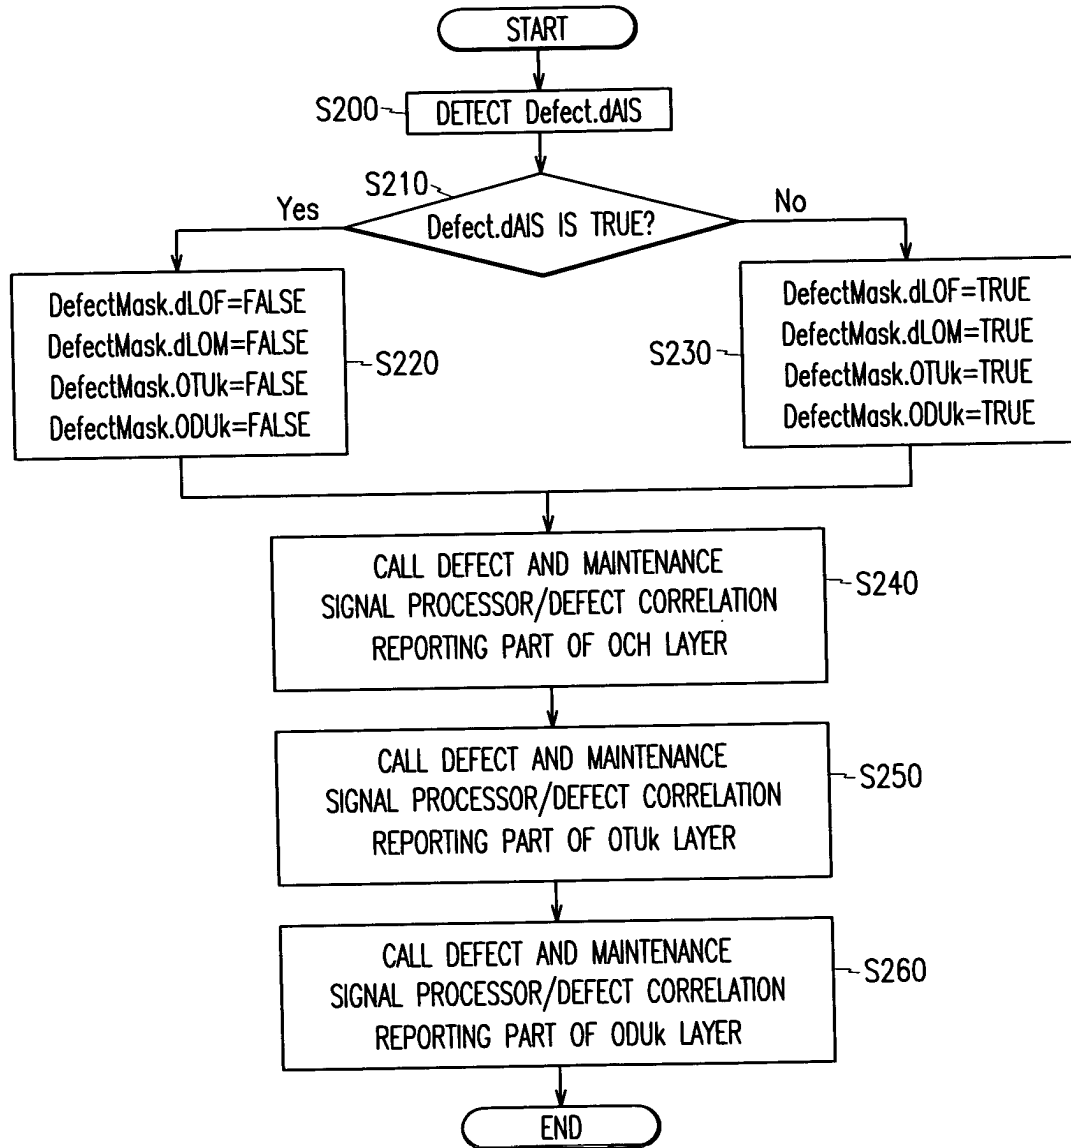 START
S200
DETECT Defect.dAIS
S210
Yes
Defect.dAIS IS TRUE?
No
DefectMask.dLOF=FALSE
DefectMask.dLOM=FALSE
DefectMask.OTUk=FALSE
DefectMask.ODUk=FALSE
S220
S230
DefectMask.dLOF=TRUE
DefectMask.dLOM=TRUE
DefectMask.OTUk=TRUE
DefectMask.ODUk=TRUE
CALL DEFECT AND MAINTENANCE
SIGNAL PROCESSOR/DEFECT CORRELATION
REPORTING PART OF OCH LAYER
S240
CALL DEFECT AND MAINTENANCE
SIGNAL PROCESSOR/DEFECT CORRELATION
REPORTING PART OF OTUk LAYER
S250
CALL DEFECT AND MAINTENANCE
SIGNAL PROCESSOR/DEFECT CORRELATION
REPORTING PART OF ODUk LAYER
S260
END